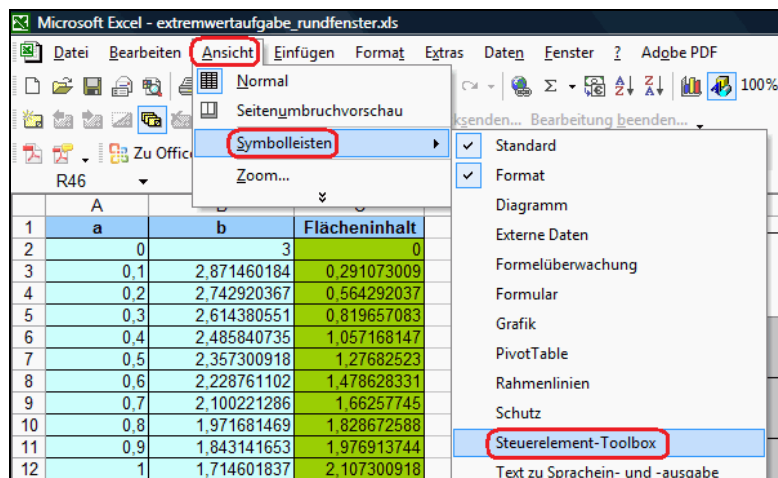 Microsoft Excel - extremwertaufgabe_rundfenster.xls
Datei Bearbeiten Ansicht Einfügen Format Extras Daten Fenster ? Adobe PDF
100%
Normal
Seitenumbruchvorschau
Symbolleisten
Zoom...
senden... Bearbeitung beenden...
Zu
R46
Standard
Format
Diagramm
Externe Daten
Formelüberwachung
Formular
Grafik
PivotTable
Rahmenlinien
Schutz
Steuerelement-Toolbox
Text zu Sprachein- und -ausgabe
A
1 a b Flächeninhalt
2 0 3 0
3 0,1 2,871460184 0,291073009
4 0,2 2,742920367 0,564292037
5 0,3 2,614380551 0,819657083
6 0,4 2,485840735 1,057168147
7 0,5 2,357300918 1,27682523
8 0,6 2,228761102 1,478628331
9 0,7 2,100221286 1,66257745
10 0,8 1,971681469 1,828672588
11 0,9 1,843141653 1,976913744
12 1 1,714601837 2,107300918